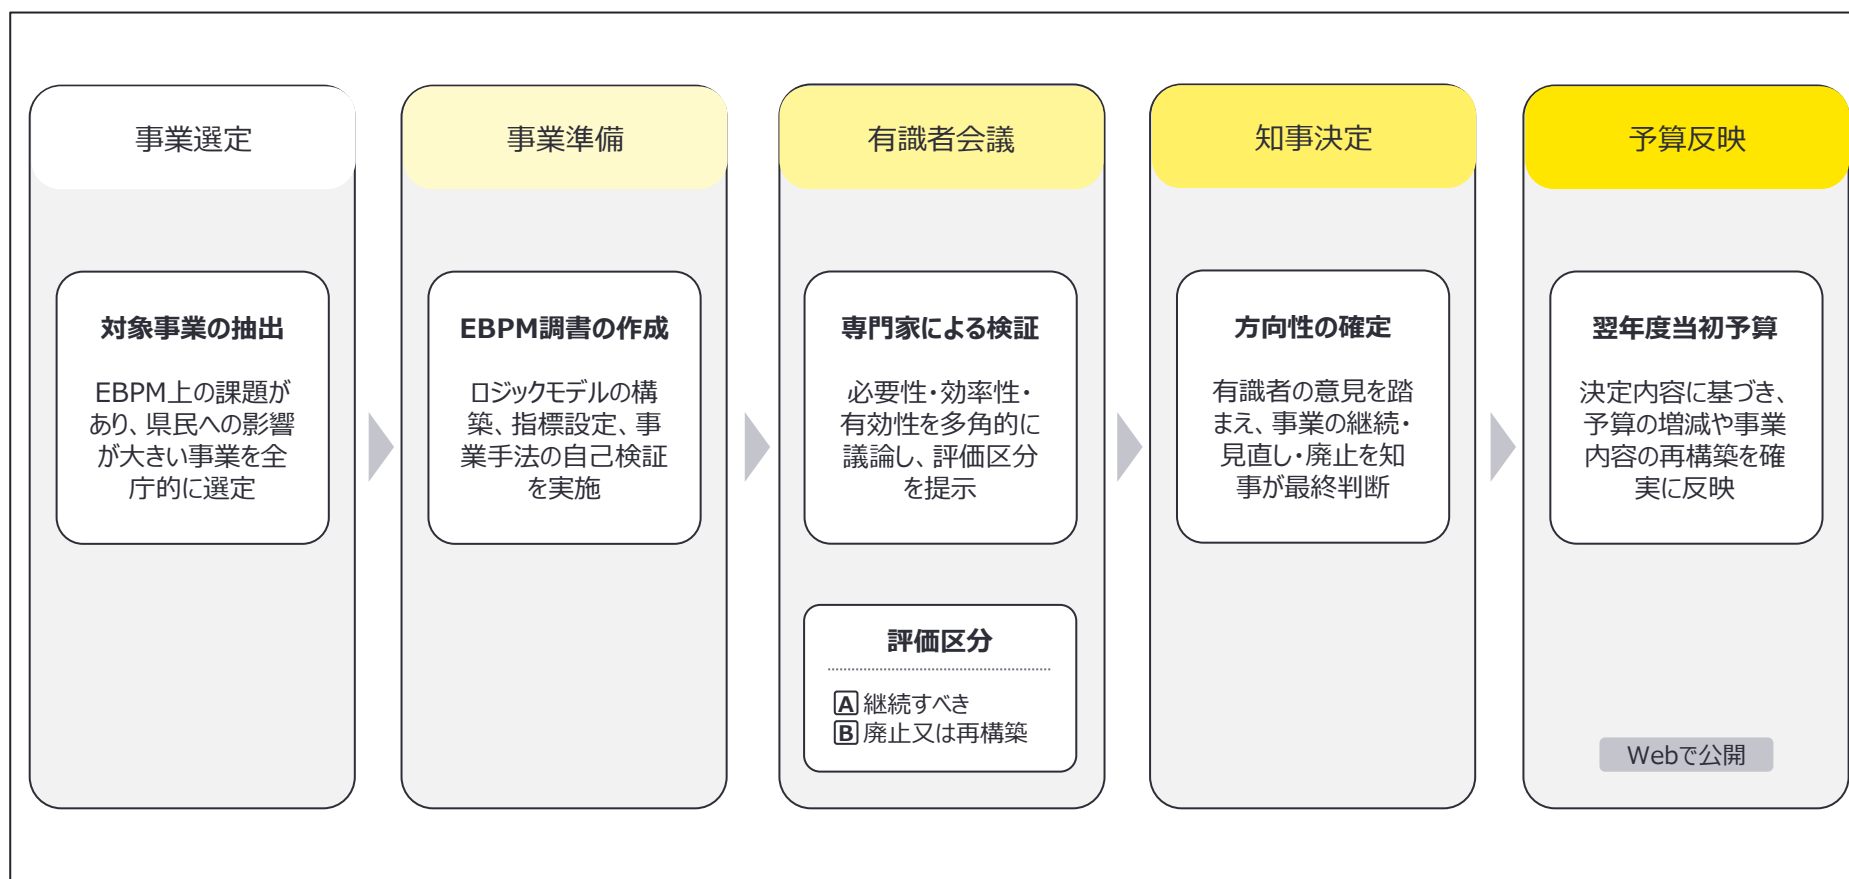 事業選定
対象事業の抽出
EBPM上の課題が
あり、県民への影響
が大きい事業を全
庁的に選定
事業準備
EBPM調書の作成
ロジックモデルの構
築、指標設定、事
業手法の自己検証
を実施
有識者会議
専門家による検証
必要性・効率性・
有効性を多角的に
議論し、評価区分
を提示
評価区分
A 継続すべき
B 廃止又は再構築
知事決定
方向性の確定
有識者の意見を踏
まえ、事業の継続・
見直し・廃止を知
事が最終判断
予算反映
翌年度当初予算
決定内容に基づき、
予算の増減や事業
内容の再構築を確
実に反映
Webで公開